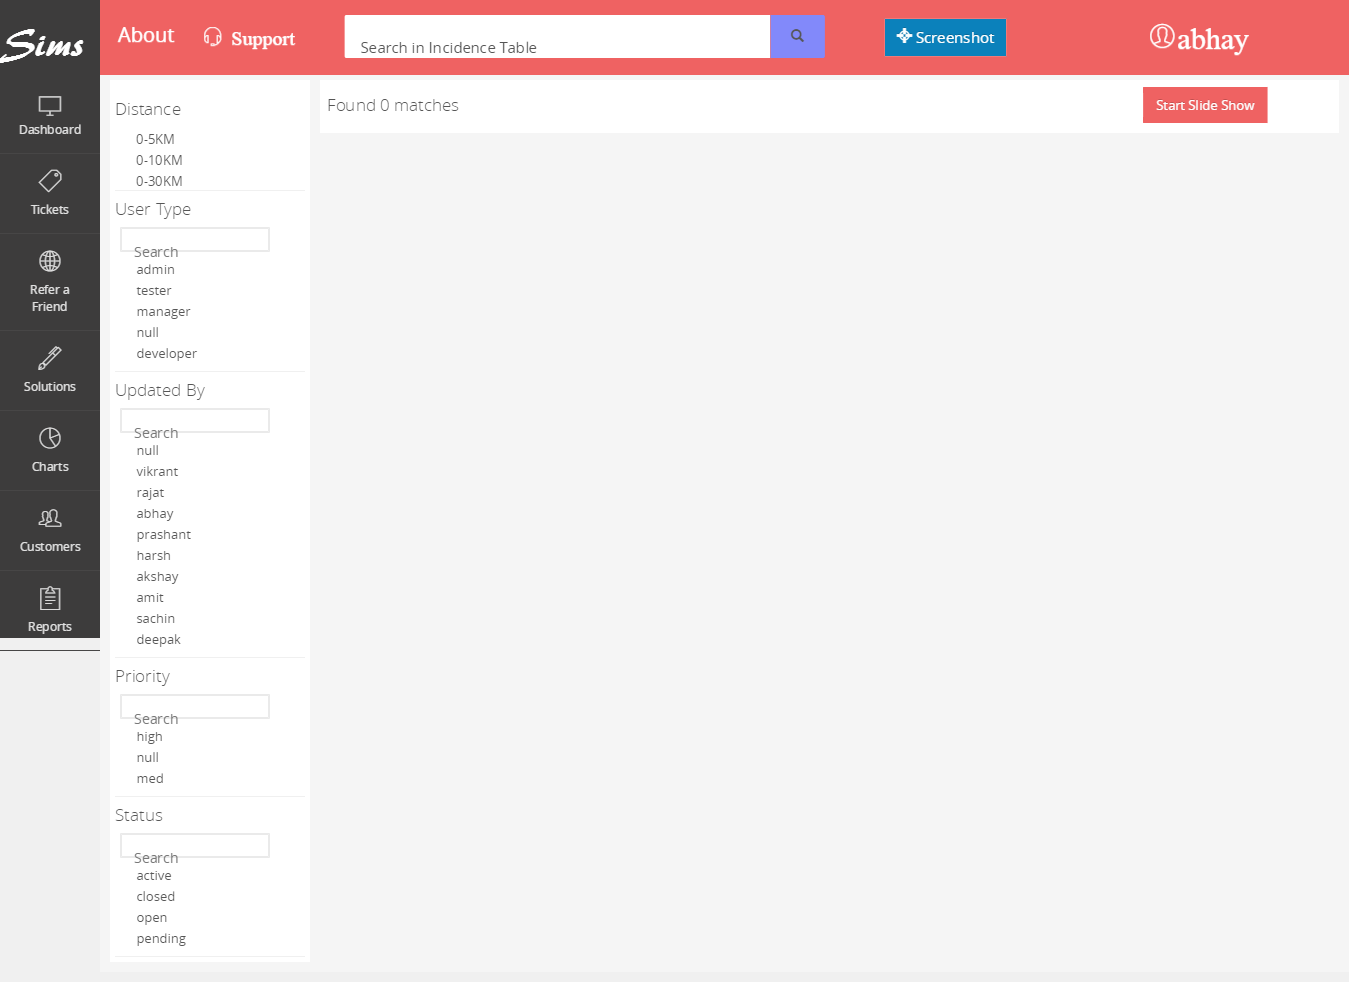 Sims
About
Support
Search in Incidence Table
Screenshot
abhay
Dashboard
Tickets
Refer a
Friend
Solutions
Charts
Customers
Reports
Distance
0-5KM
0-10KM
0-30KM
User Type
Search
admin
tester
manager
null
developer
Updated By
Search
null
vikrant
rajat
abhay
prashant
harsh
akshay
amit
sachin
deepak
Priority
Search
high
null
med
Status
Search
active
closed
open
pending
Found 0 matches
Start Slide Show